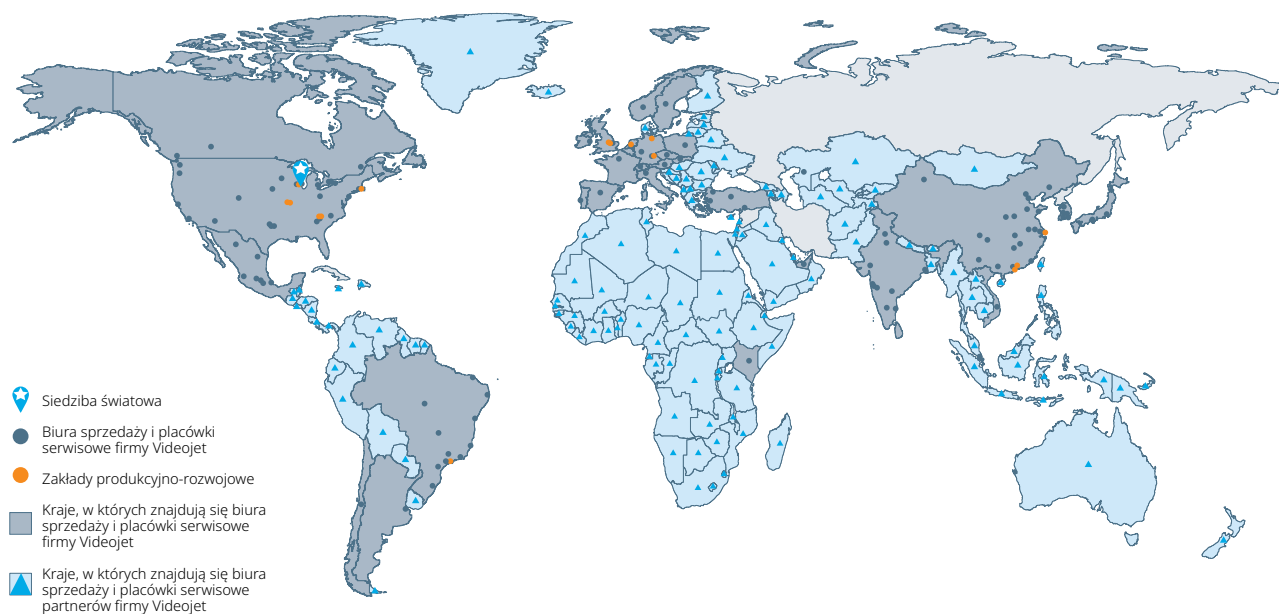 Siedziba światowa
Biura sprzedaży i placówki
serwisowe firmy Videojet
Zakłady produkcyjno-rozwojowe
Kraje, w których znajdują się biura
sprzedaży i placówki serwisowe
firmy Videojet
Kraje, w których znajdują się biura
sprzedaży i placówki serwisowe
partnerów firmy Videojet